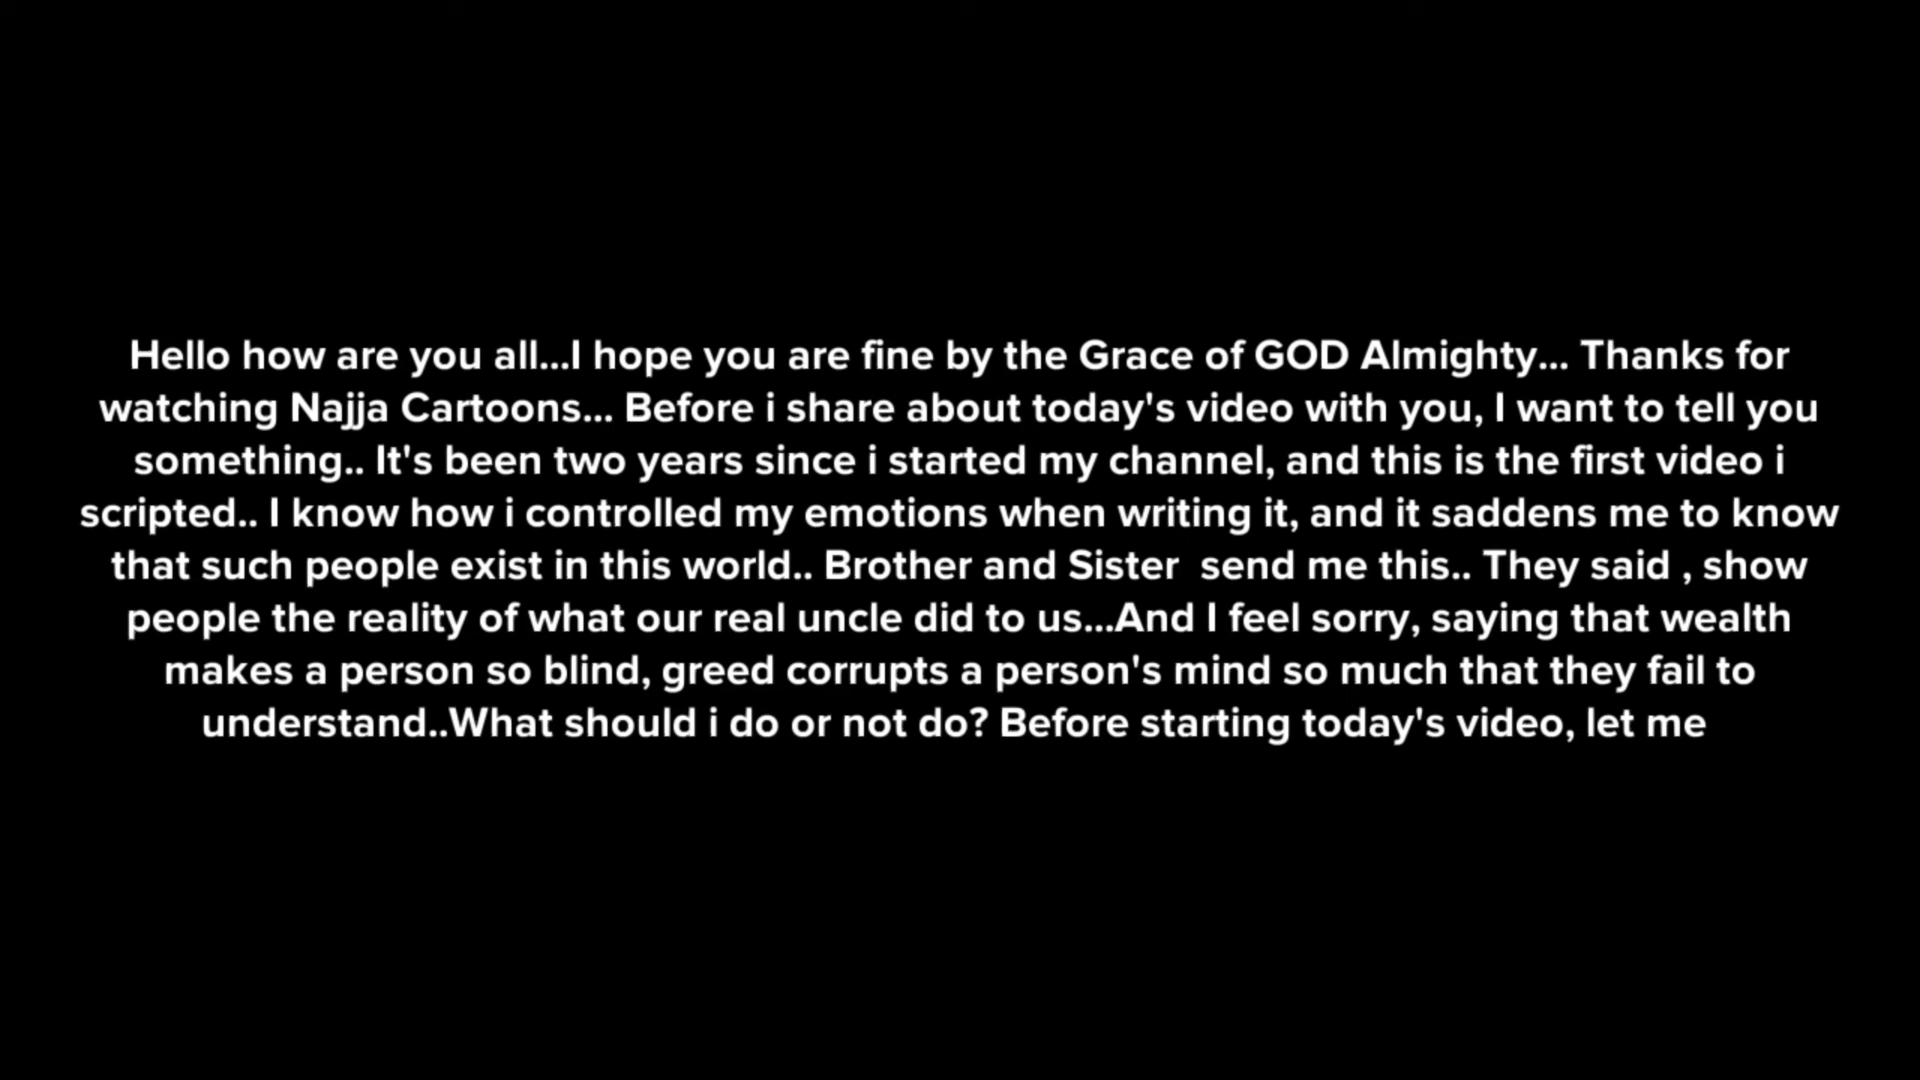 Hello how are you all...I hope you are fine by the Grace of GOD Almighty... Thanks for
watching Najja Cartoons... Before i share about today's video with you, I want to tell you
something.. It's been two years since i started my channel, and this is the first video i
scripted.. I know how i controlled my emotions when writing it, and it saddens me to know
that such people exist in this world.. Brother and Sister  send me this.. They said , show
people the reality of what our real uncle did to us...And I feel sorry, saying that wealth
makes a person so blind, greed corrupts a person's mind so much that they fail to
understand..What should i do or not do? Before starting today's video, let me